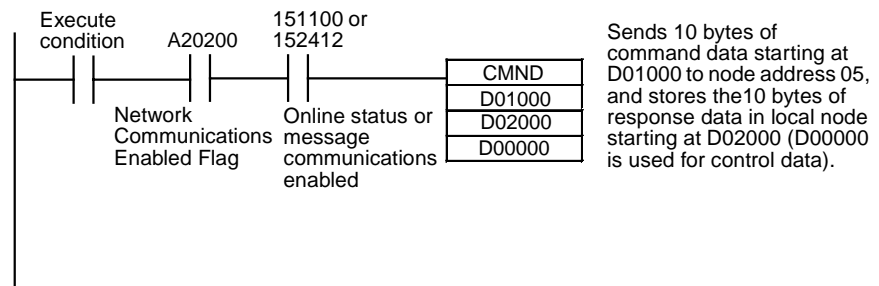 Execute
condition
A20200
151100 or
152412
CMND
D01000
D02000
D00000
Network
Communications
Enabled Flag
Online status or
message
communications
enabled
Sends 10 bytes of
command data starting at
D01000 to node address 05,
and stores the10 bytes of
response data in local node
starting at D02000 (D00000
is used for control data).